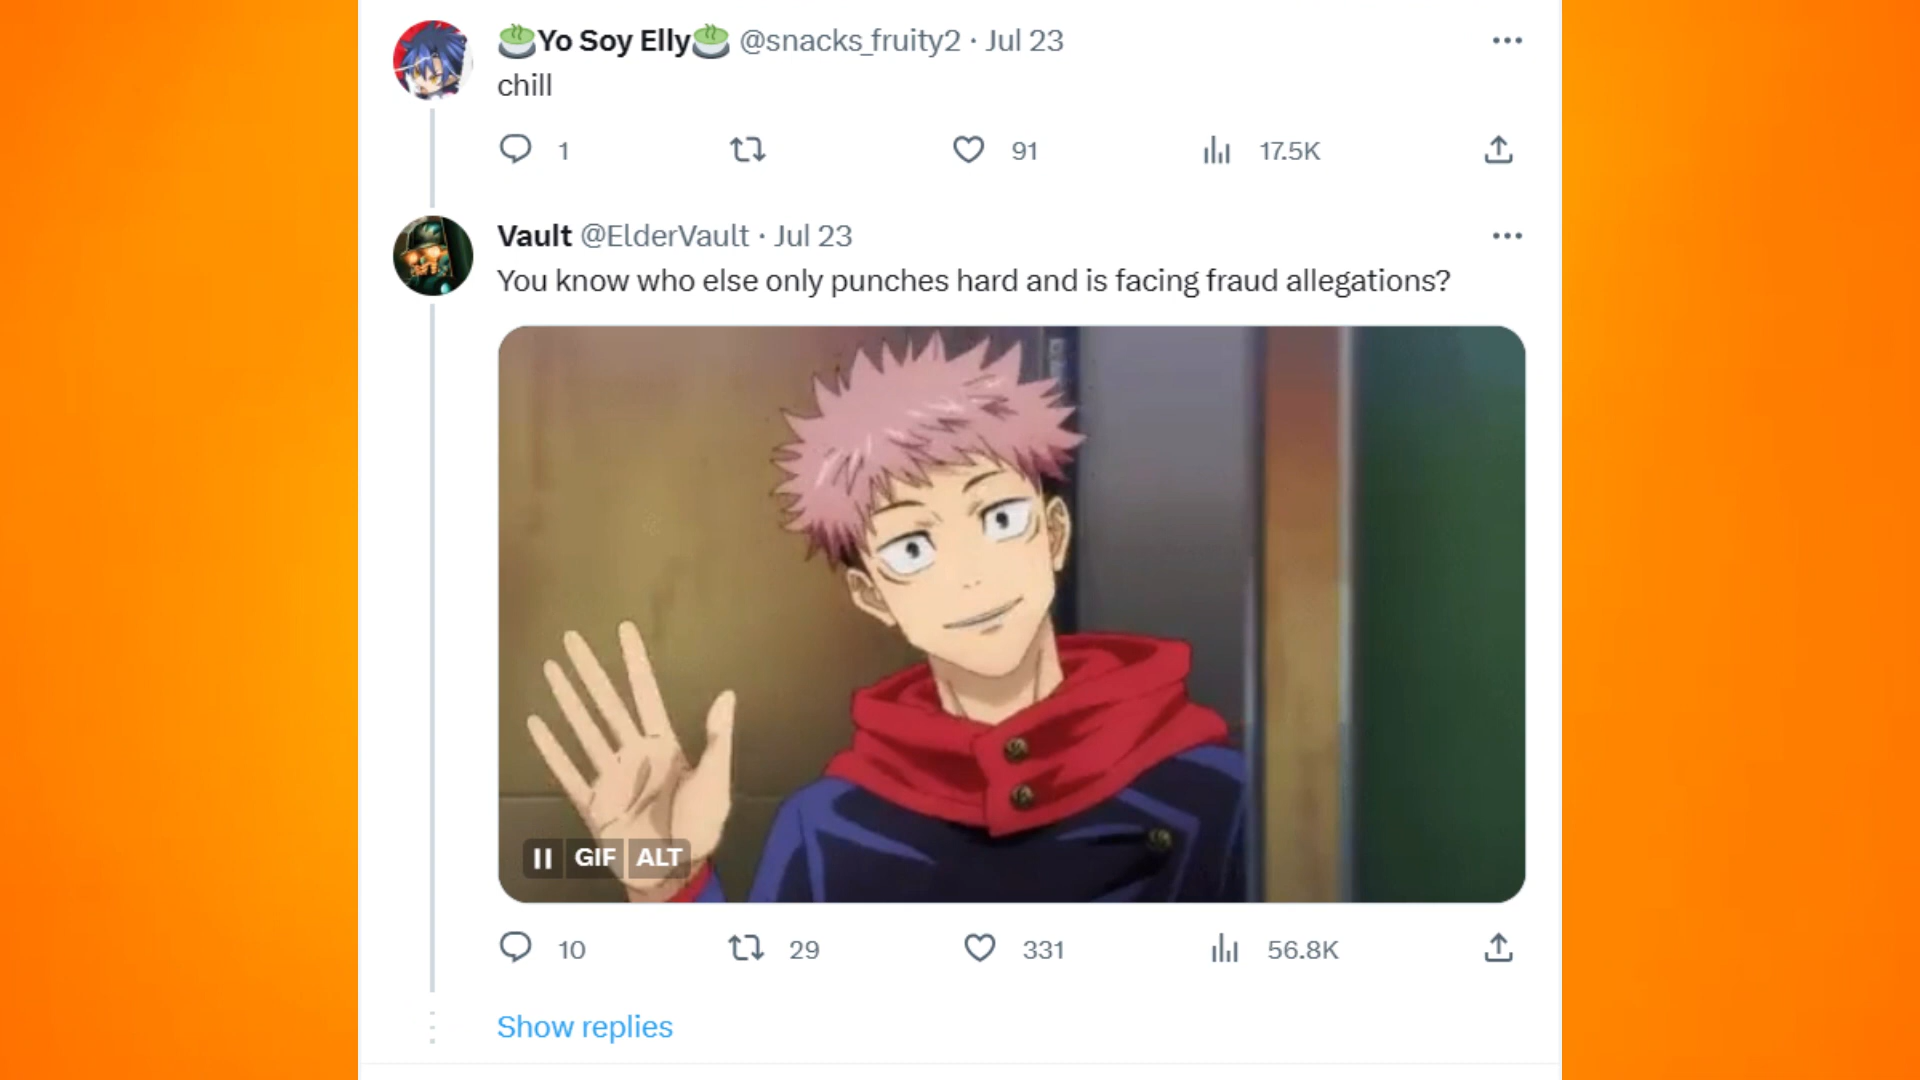 🍵Yo Soy Elly🍵 @snacks_fruity2 · Jul 23
chill
1 91 17.5K
Vault @ElderVault · Jul 23
You know who else only punches hard and is facing fraud allegations?
GIF ALT
10 29 331 56.8K
Show replies